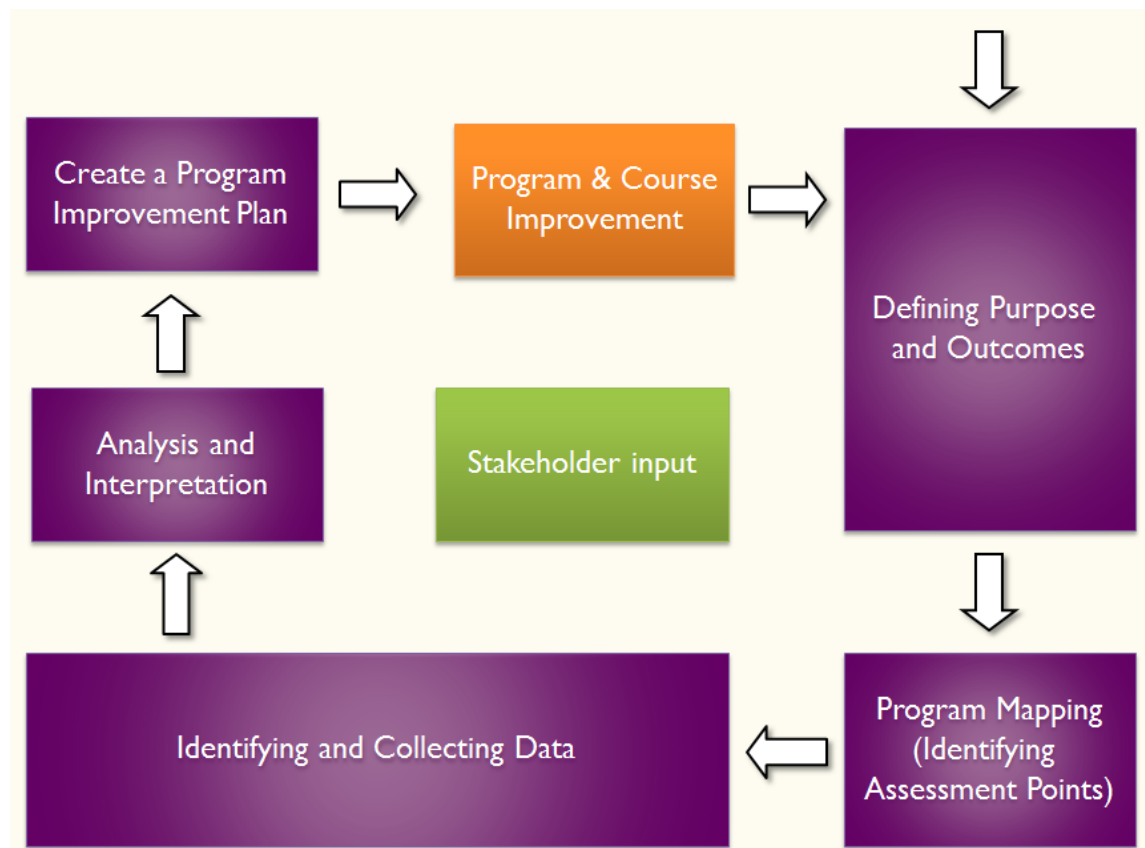 Create a Program
Improvement Plan
Program & Course
Improvement
Defining Purpose
and Outcomes
Analysis and
Interpretation
Stakeholder input
Identifying and Collecting Data
Program Mapping
(Identifying
Assessment Points)